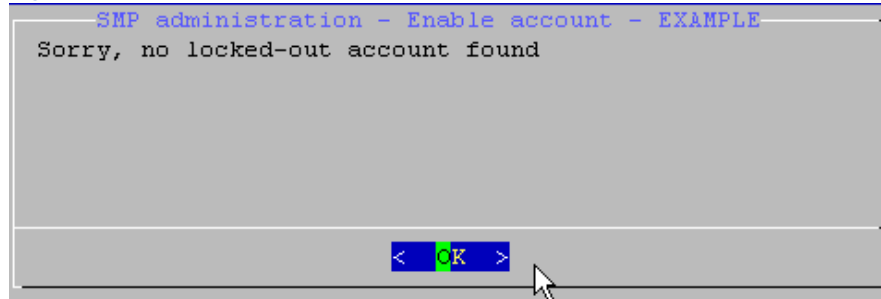 SMP administration - Enable account - EXAMPLE
Sorry, no locked-out account found
< OK >